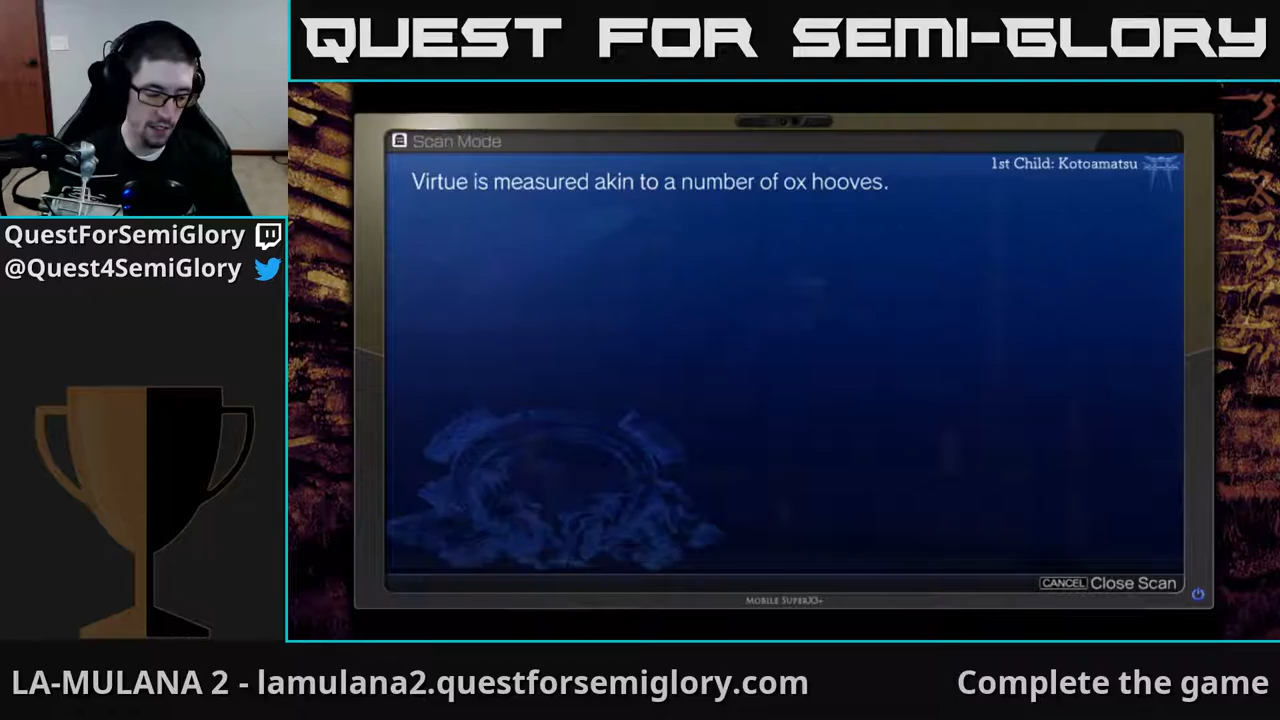 QUEST FOR SEMI-GLORY
Scan Mode
1st Child: Kotoamatsu
Virtue is measured akin to a number of ox hooves.
QuestForSemiGlory
@Quest4SemiGlory
CANCEL Close Scan
MOBILE SUPERX3+
LA-MULANA 2 - lamulana2.questforsemiglory.com
Complete the game